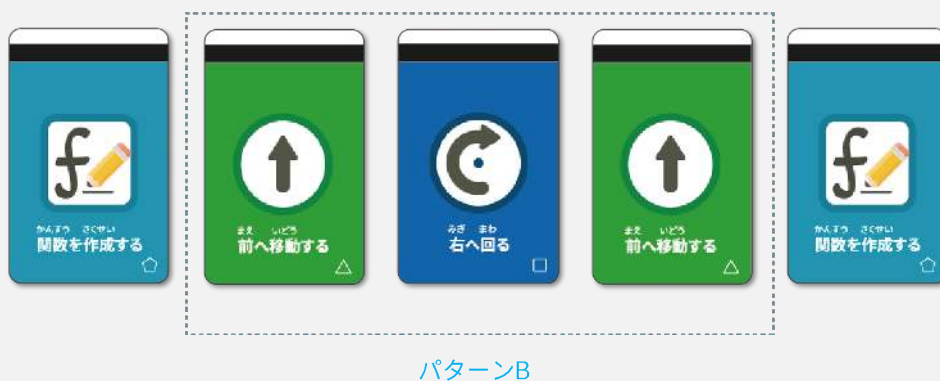 かんすう さくせい
関数を作成する
まえ いどう
前へ移動する
みぎ まわ
右へ回る
まえ いどう
前へ移動する
かんすう さくせい
関数を作成する
パターンB